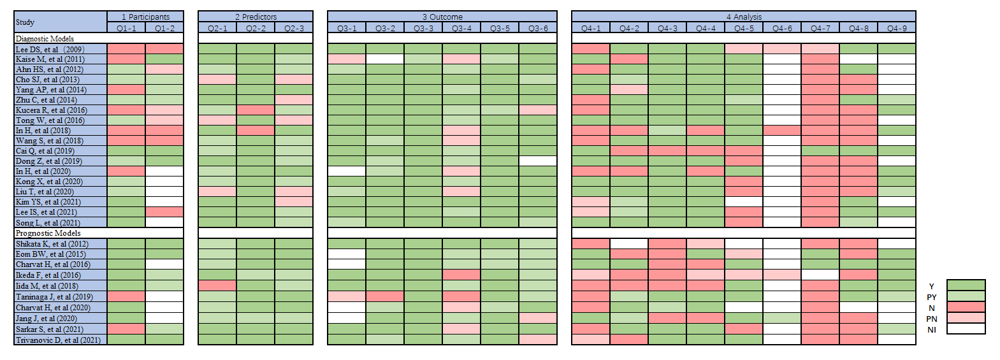 Study 1 Participants 2 Predictors 3 Outcome 4 Analysis
Q1-1 Q1-2 Q2-1 Q2-2 Q2-3 Q3-1 Q3-2 Q3-3 Q3-4 Q3-5 Q3-6 Q4-1 Q4-2 Q4-3 Q4-4 Q4-5 Q4-6 Q4-7 Q4-8 Q4-9
Diagnostic Models
Lee DS, et al （2009）
Kaise M, et al (2011)
Ahn HS, et al (2012)
Cho SJ, et al (2013)
Yang AP, et al (2014)
Zhu C, et al (2014)
Kucera R, et al (2016)
Tong W, et al (2016)
In H, et al (2018)
Wang S, et al (2018)
Cai Q, et al (2019)
Dong Z, et al (2019)
In H, et al (2020)
Kong X, et al (2020)
Liu T, et al (2020)
Kim YS, et al (2021)
Lee IS, et al (2021)
Song L, et al (2021)
Prognostic Models
Shikata K, et al (2012)
Eom BW, et al (2015)
Charvat H, et al (2016)
Ikeda F, et al (2016)
Iida M, et al (2018)
Taninaga J, et al (2019)
Charvat H, et al (2020)
Jang J, et al (2020)
Sarkar S, et al (2021)
Trivanovic D, et al (2021)
Y
PY
N
PN
NI